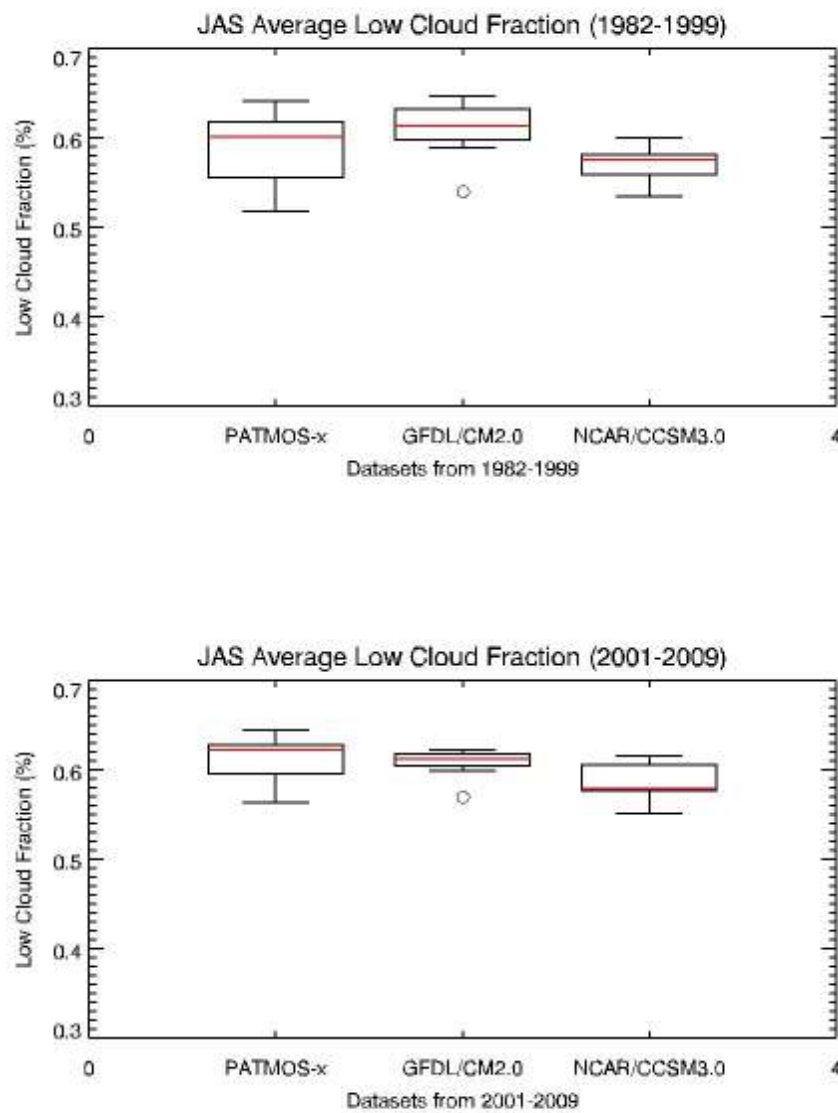 JAS Average Low Cloud Fraction (1982-1999)
Low Cloud Fraction (%)
0.7
0.6
0.5
0.4
0.3
0 PATMOS-x GFDL/CM2.0 NCAR/CCSM3.0 4
Datasets from 1982-1999
JAS Average Low Cloud Fraction (2001-2009)
Low Cloud Fraction (%)
0.7
0.6
0.5
0.4
0.3
0 PATMOS-x GFDL/CM2.0 NCAR/CCSM3.0 4
Datasets from 2001-2009